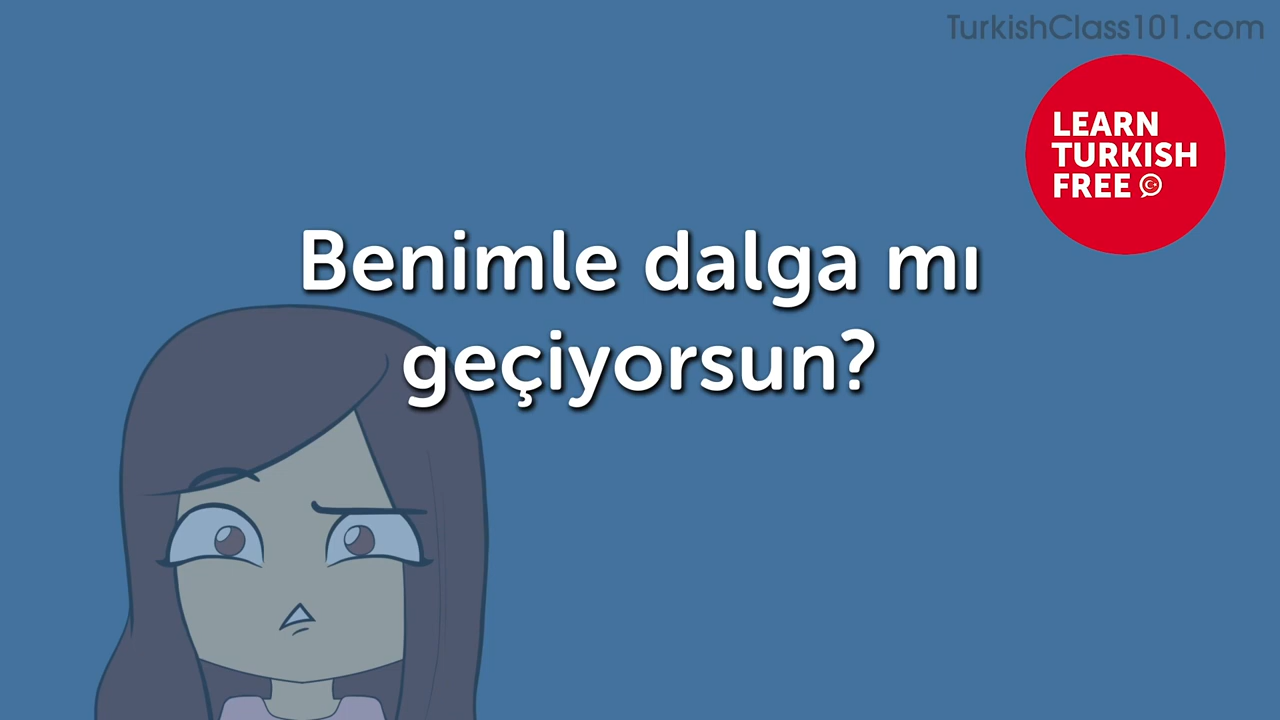 TurkishClass101.com
LEARN
TURKISH
FREE
Benimle dalga mı
geçiyorsun?